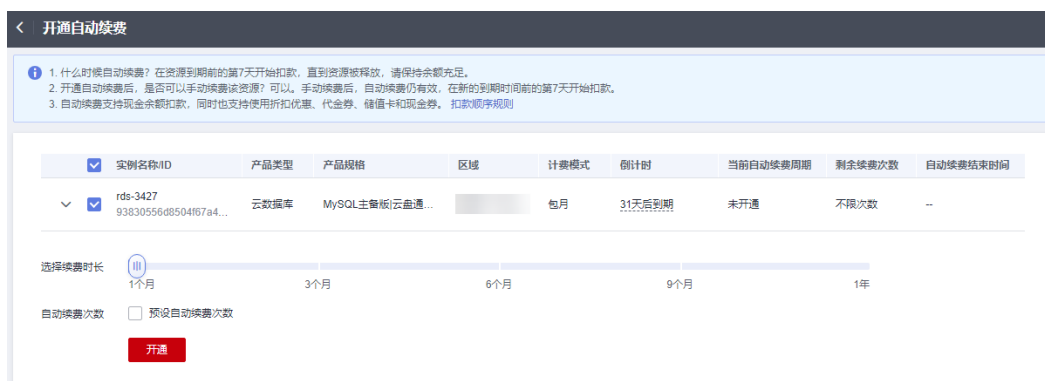 开通自动续费
1. 什么时候自动续费？在资源到期前的第7天开始扣款，直到资源被释放，请保持余额充足。
2. 开通自动续费后，是否可以手动续费该资源？可以。手动续费后，自动续费仍有效，在新的到期时间前的第7天开始扣款。
3. 自动续费支持现金余额扣款，同时也支持使用折扣优惠、代金券、储值卡和现金券。 扣款顺序规则
实例名称/ID 产品类型 产品规格 区域 计费模式 倒计时 当前自动续费周期 剩余续费次数 自动续费结束时间
rds-3427
93830556d8504f67a4... 云数据库 MySQL主备版|云盘通... 包月 31天后到期 未开通 不限次数 --
选择续费时长
1个月 3个月 6个月 9个月 1年
自动续费次数 预设自动续费次数
开通